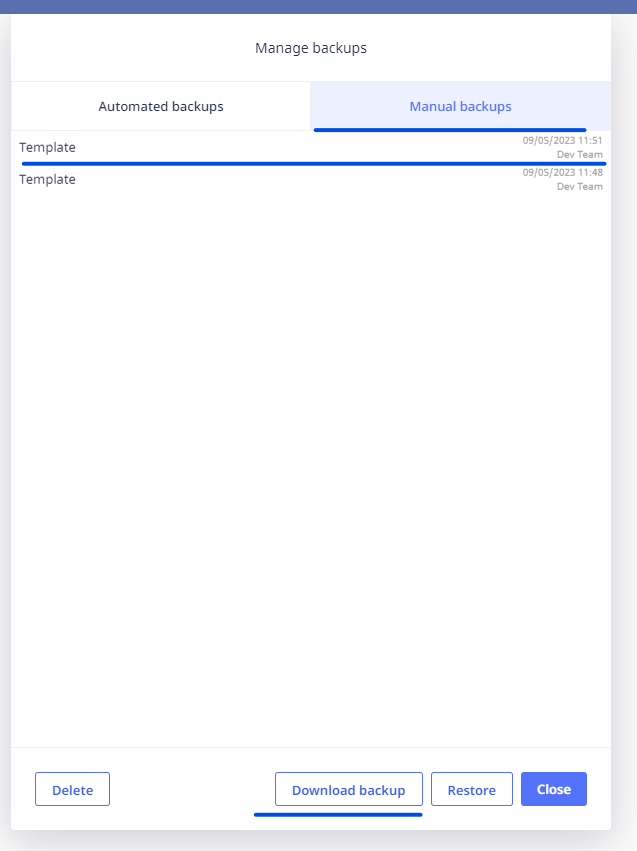 Manage backups
Automated backups
Manual backups
Template
09/05/2023 11:51
Dev Team
Template
09/05/2023 11:48
Dev Team
Delete
Download backup
Restore
Close